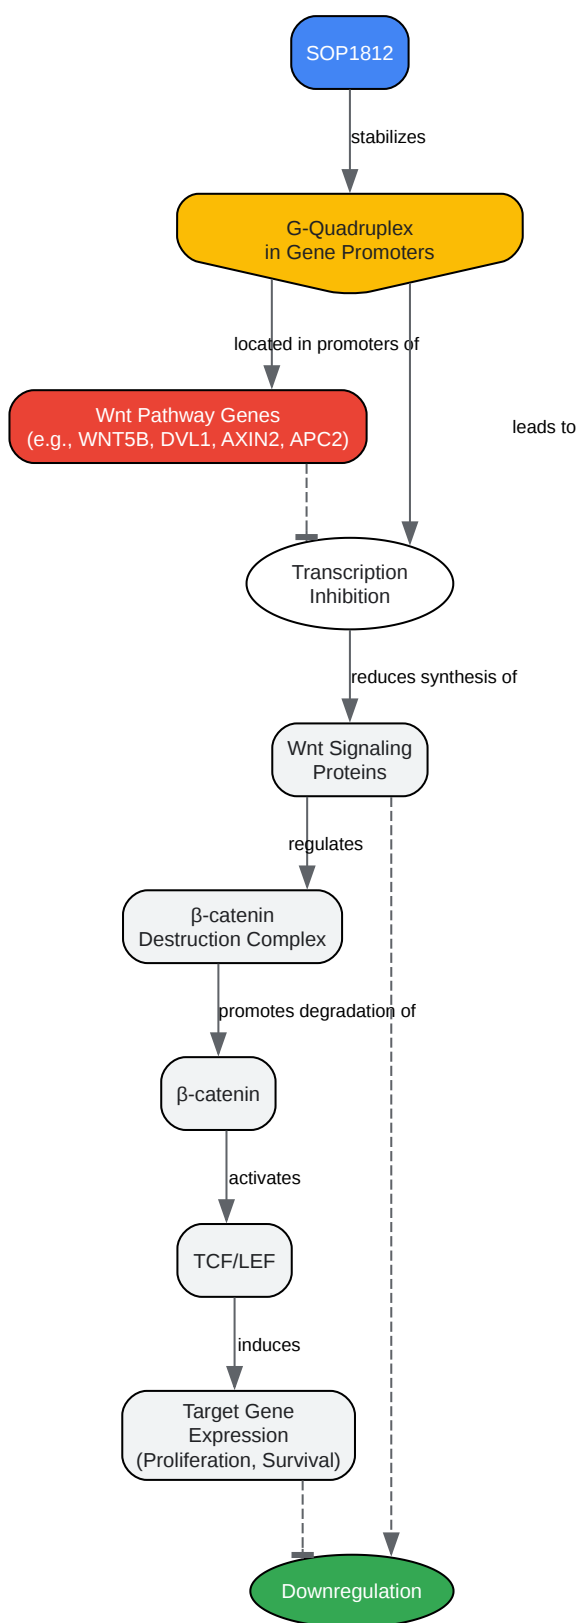 SOP1812
stabilizes
G-Quadruplex
in Gene Promoters
located in promoters of
Wnt Pathway Genes
(e.g., WNT5B, DVL1, AXIN2, APC2)
leads to
Transcription
Inhibition
reduces synthesis of
Wnt Signaling
Proteins
regulates
β-catenin
Destruction Complex
promotes degradation of
β-catenin
activates
TCF/LEF
induces
Target Gene
Expression
(Proliferation, Survival)
Downregulation